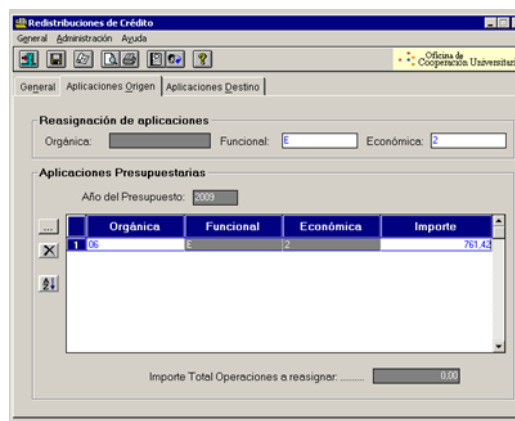 Redistribuciones de Crédito
General Administración Ayuda
Oficina de
Cooperación Universitari
General Aplicaciones Origen Aplicaciones Destino
Reasignación de aplicaciones
Orgánica: Funcional: E Económica: 2
Aplicaciones Presupuestarias
Año del Presupuesto: 2009
... Orgánica Funcional Económica Importe
1 06 E 2 761,42
Importe Total Operaciones a reasignar: .......... 0,00